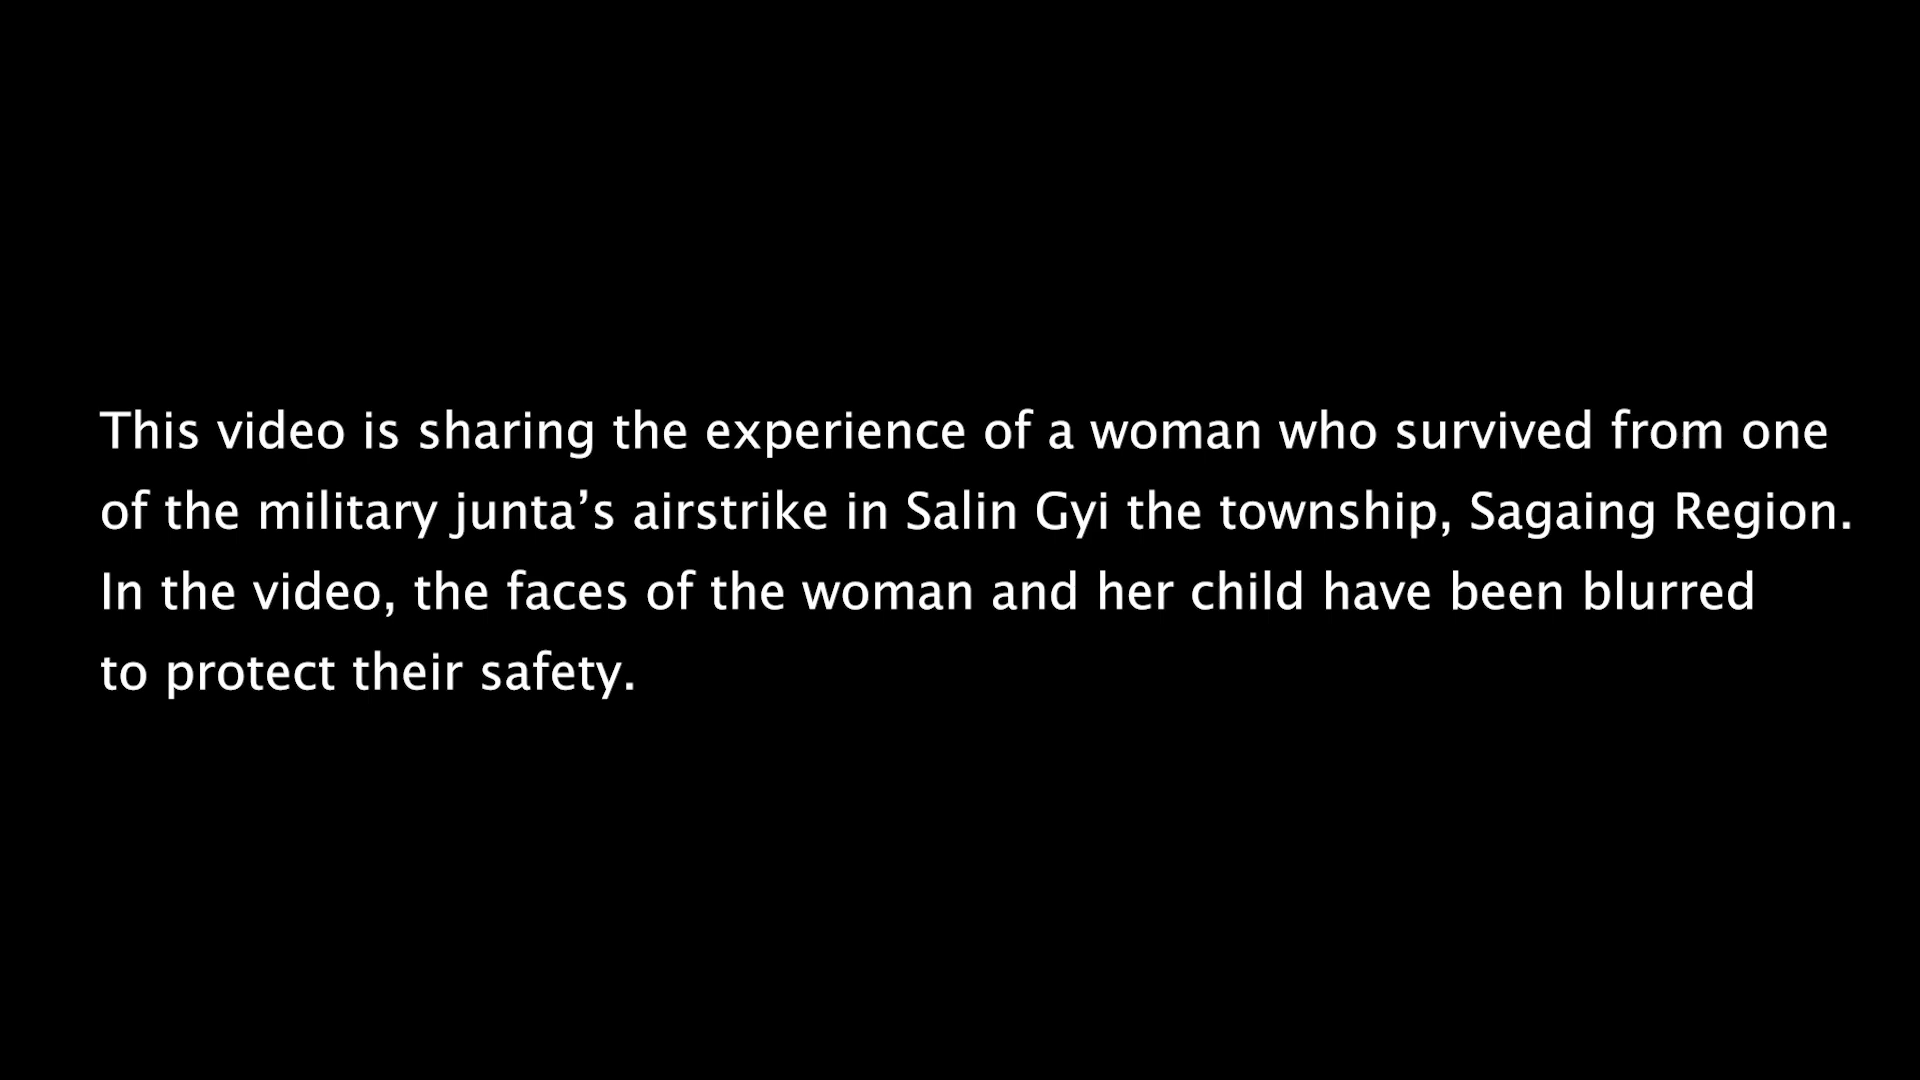 This video is sharing the experience of a woman who survived from one
of the military junta’s airstrike in Salin Gyi the township, Sagaing Region.
In the video, the faces of the woman and her child have been blurred
to protect their safety.